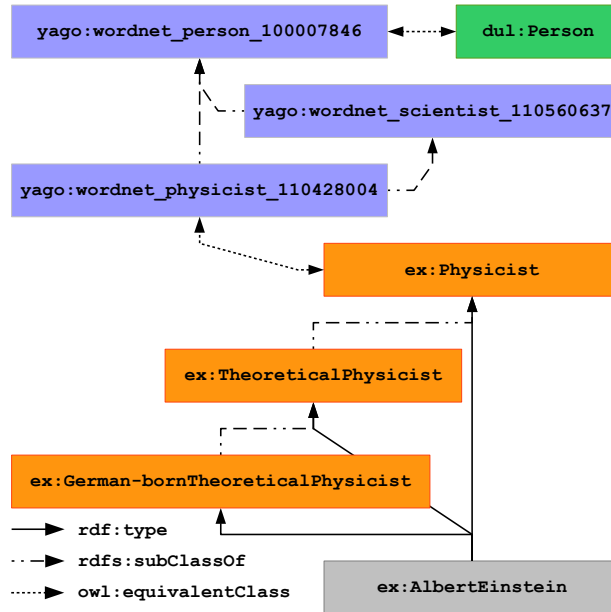 yago:wordnet_person_100007846
dul:Person
yago:wordnet_scientist_110560637
yago:wordnet_physicist_110428004
ex:Physicist
ex:TheoreticalPhysicist
ex:German-bornTheoreticalPhysicist
rdf:type
rdfs:subClassOf
owl:equivalentClass
ex:AlbertEinstein